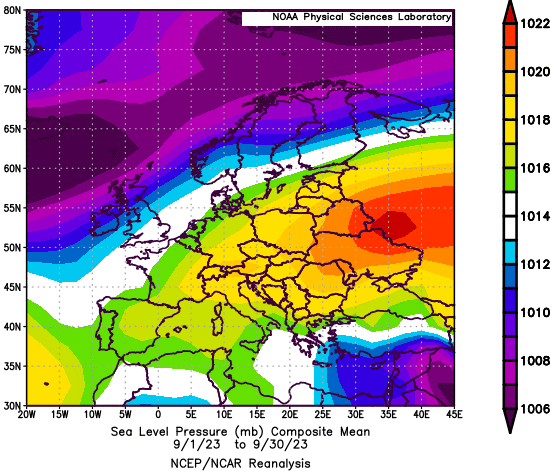 NOAA Physical Sciences Laboratory
80N
75N
70N
65N
60N
55N
50N
45N
40N
35N
30N
20W 15W 10W 5W 0 5E 10E 15E 20E 25E 30E 35E 40E 45E
1022
1020
1018
1016
1014
1012
1010
1008
1006
Sea Level Pressure (mb) Composite Mean
9/1/23 to 9/30/23
NCEP/NCAR Reanalysis